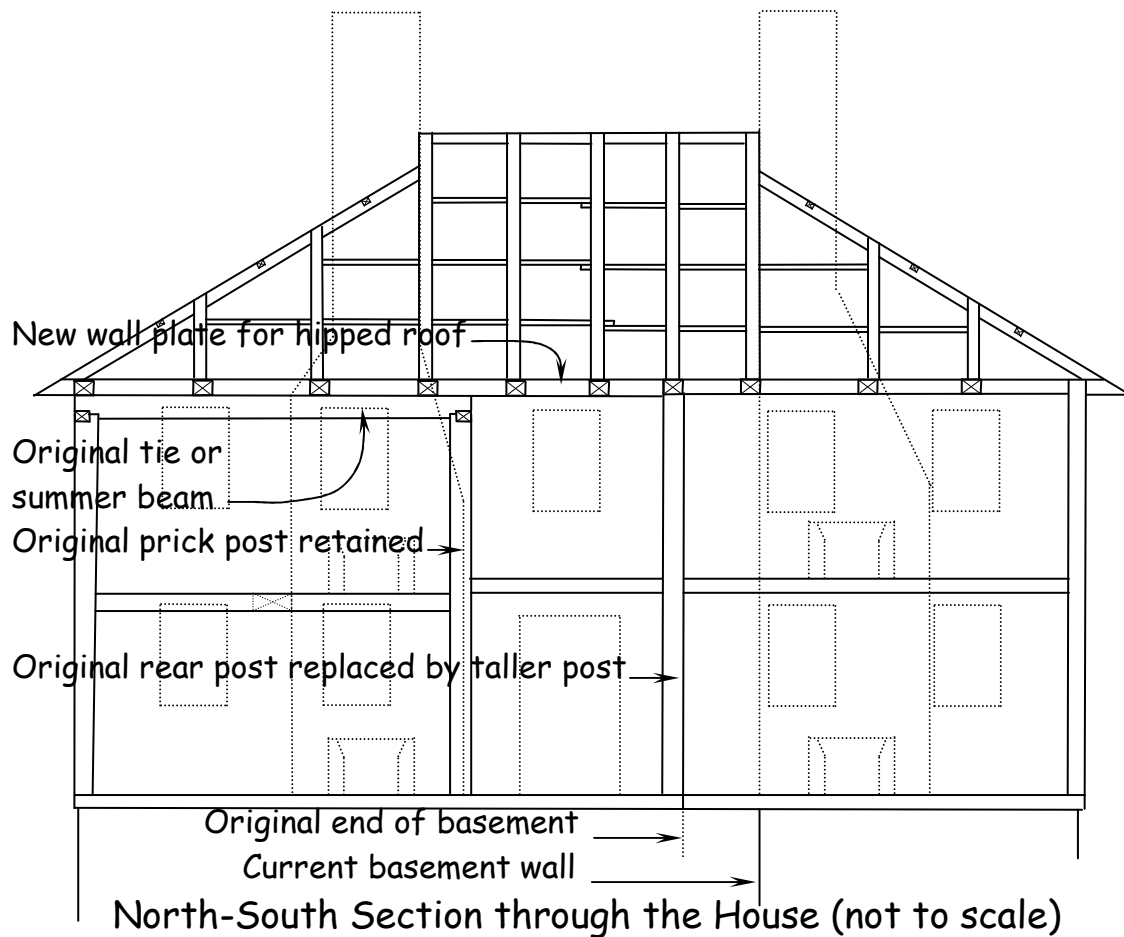 New wall plate for hipped roof
Original tie or
summer beam
Original prick post retained
Original rear post replaced by taller post
Original end of basement
Current basement wall
North-South Section through the House (not to scale)